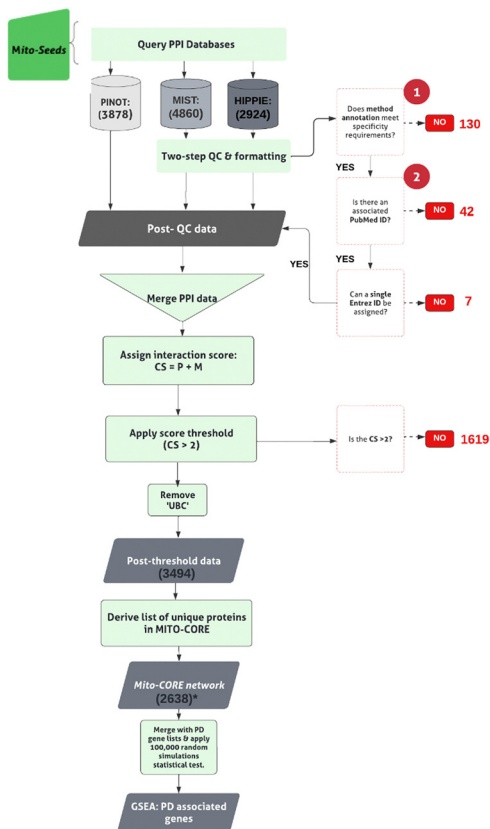 Mito-Seeds
Query PPI Databases
PINOT:
(3878)
MIST:
(4860)
HIPPIE:
(2924)
Two-step QC & formatting
1
Does method
annotation meet
specificity
requirements?
NO
130
YES
2
Is there an
associated
PubMed ID?
NO
42
YES
Can a single
Entrez ID be
assigned?
NO
7
YES
Post- QC data
Merge PPI data
Assign interaction score:
CS = P + M
Apply score threshold
(CS > 2)
Is the CS >2?
NO
1619
Remove
'UBC'
Post-threshold data
(3494)
Derive list of unique proteins
in MITO-CORE
Mito-CORE network
(2638)*
Merge with PD
gene lists & apply
100,000 random
simulations
statistical test.
GSEA: PD associated
genes